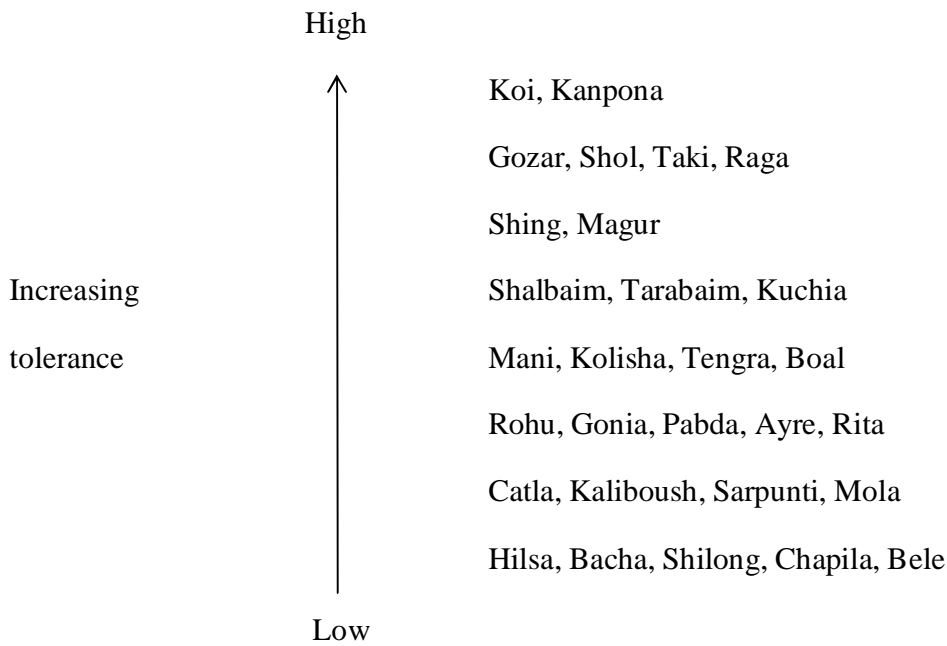 High
Koi, Kanpona
Gozar, Shol, Taki, Raga
Shing, Magur
Increasing
Shalbaim, Tarabaim, Kuchia
tolerance
Mani, Kolisha, Tengra, Boal
Rohu, Gonia, Pabda, Ayre, Rita
Catla, Kaliboush, Sarpunti, Mola
Hilsa, Bacha, Shilong, Chapila, Bele
Low